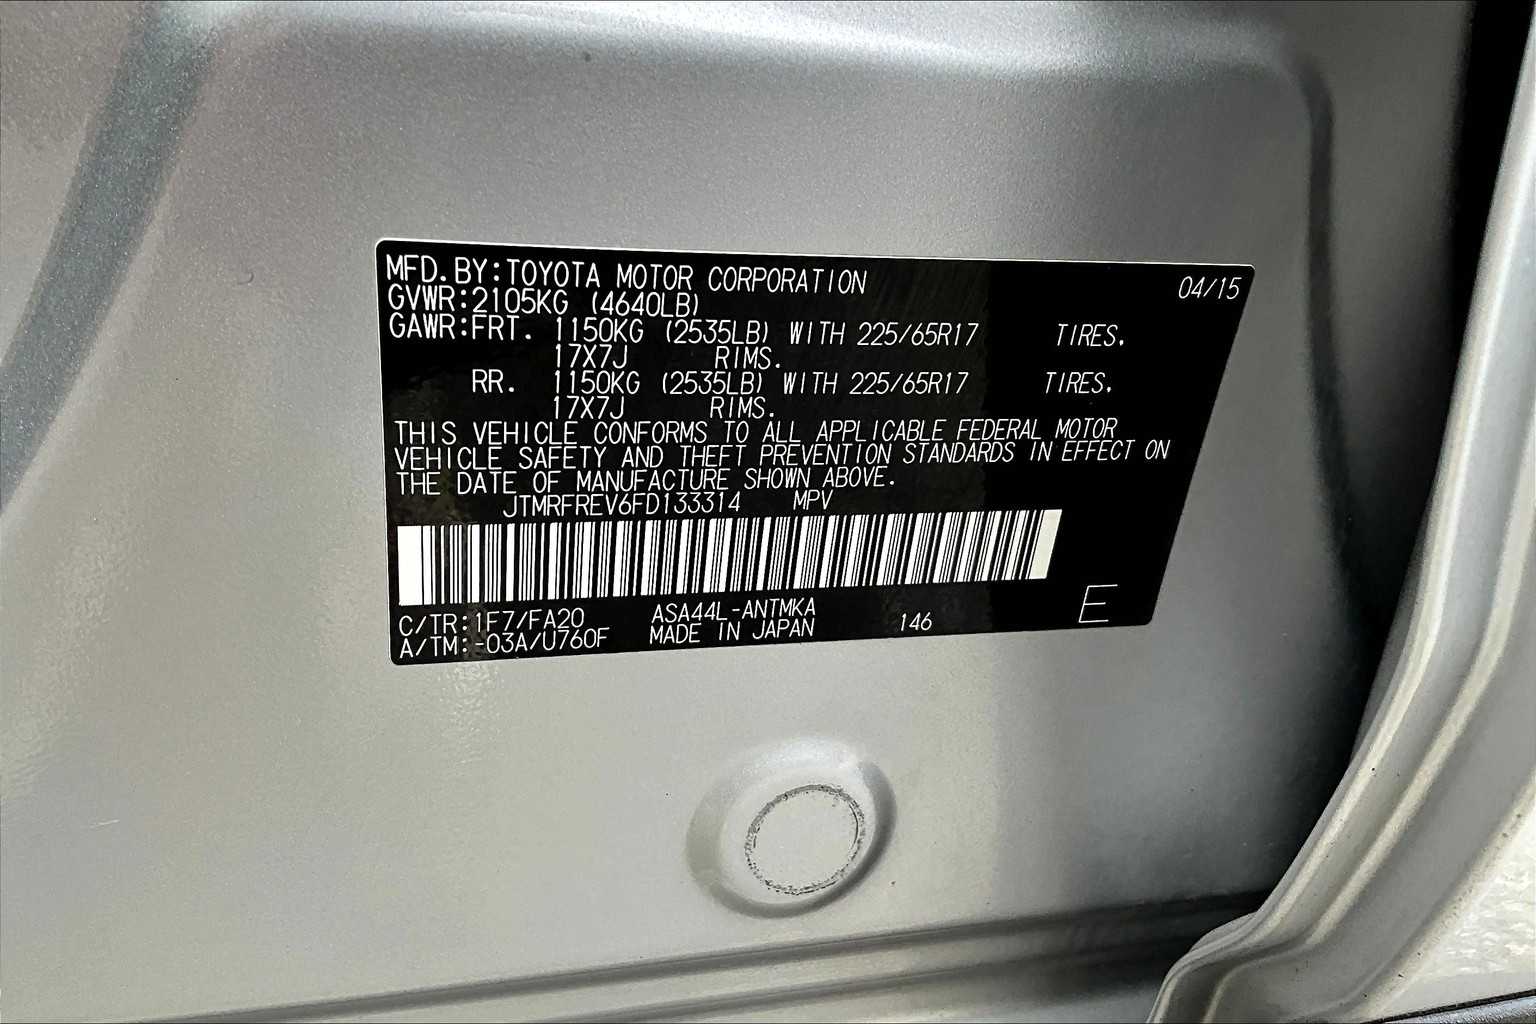 MFD.BY:TOYOTA MOTOR CORPORATION 04/15
GVWR:2105KG (4640LB)
GAWR:FRT. 1150KG (2535LB) WITH 225/65R17 TIRES.
17X7J RIMS.
RR. 1150KG (2535LB) WITH 225/65R17 TIRES.
17X7J RIMS.
THIS VEHICLE CONFORMS TO ALL APPLICABLE FEDERAL MOTOR
VEHICLE SAFETY AND THEFT PREVENTION STANDARDS IN EFFECT ON
THE DATE OF MANUFACTURE SHOWN ABOVE.
JTMRFREV6FD133314 MPV
C/TR:1F7/FA20 ASA44L-ANTMKA 146 E
A/TM:-03A/U760F MADE IN JAPAN